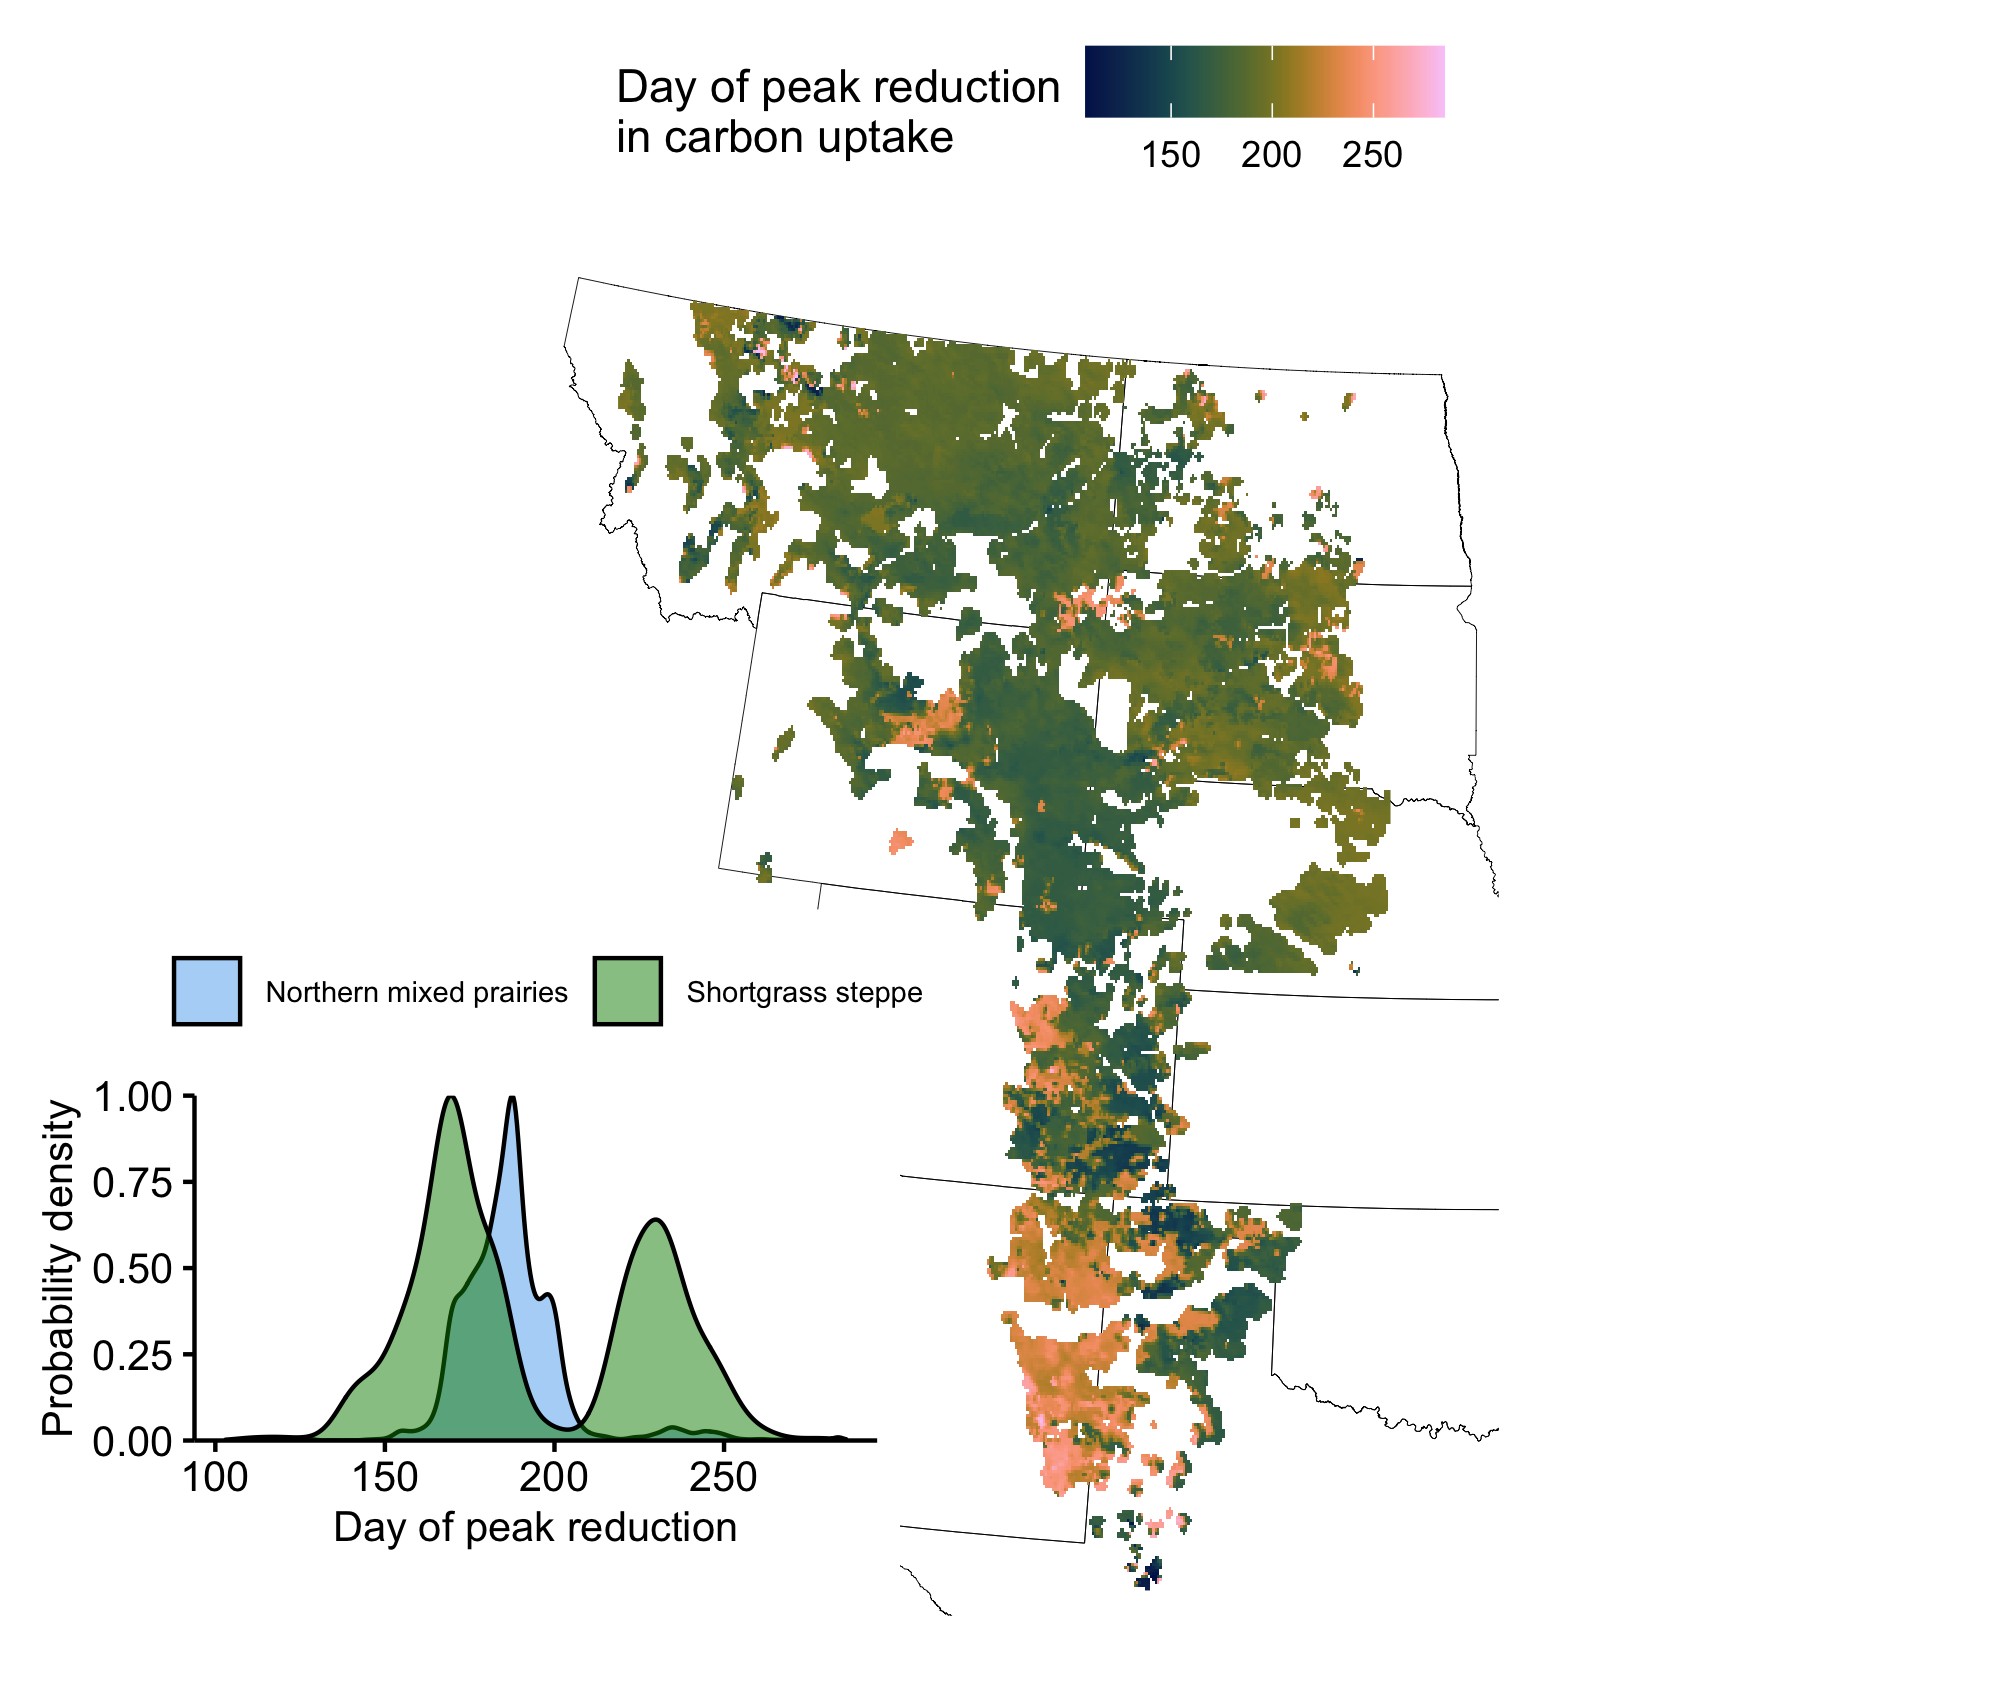 Day of peak reduction
in carbon uptake
150 200 250
Northern mixed prairies Shortgrass steppe
Probability density
1.00
0.75
0.50
0.25
0.00
100 150 200 250
Day of peak reduction